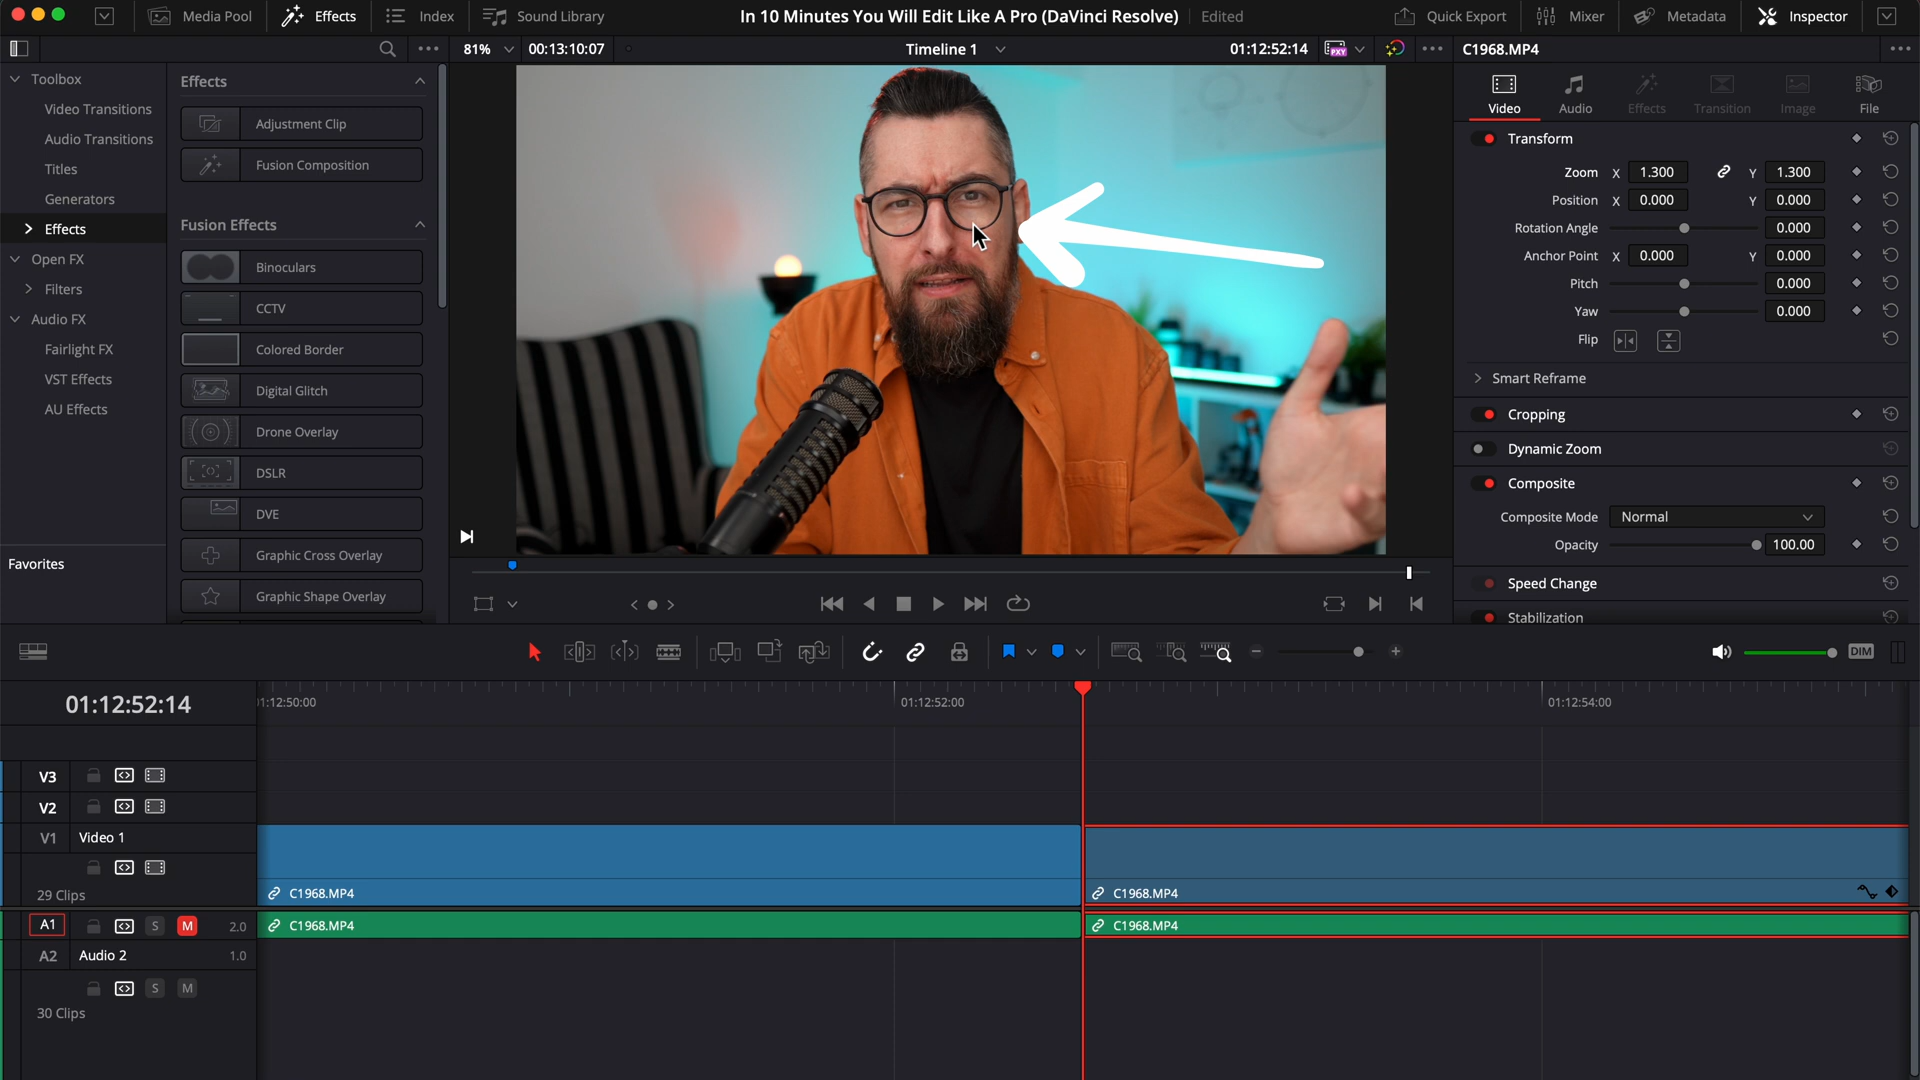 Media Pool
Effects
Index
Sound Library
In 10 Minutes You Will Edit Like A Pro (DaVinci Resolve)
Edited
Quick Export
Mixer
Metadata
Inspector
81%
00:13:10:07
Timeline 1
01:12:52:14
PXY
C1968.MP4
Toolbox
Video Transitions
Audio Transitions
Titles
Generators
Effects
Open FX
Filters
Audio FX
Fairlight FX
VST Effects
AU Effects
Favorites
Effects
Adjustment Clip
Fusion Composition
Fusion Effects
Binoculars
CCTV
Colored Border
Digital Glitch
Drone Overlay
DSLR
DVE
Graphic Cross Overlay
Graphic Shape Overlay
Video
Audio
Effects
Transition
Image
File
Transform
Zoom X 1.300 Y 1.300
Position X 0.000 Y 0.000
Rotation Angle 0.000
Anchor Point X 0.000 Y 0.000
Pitch 0.000
Yaw 0.000
Flip
Smart Reframe
Cropping
Dynamic Zoom
Composite
Composite Mode Normal
Opacity 100.00
Speed Change
Stabilization
DIM
01:12:52:14
01:12:52:00
01:12:54:00
V3
V2
V1 Video 1
29 Clips
C1968.MP4
C1968.MP4
A1 S M 2.0
C1968.MP4
C1968.MP4
A2 Audio 2 1.0
S M
30 Clips